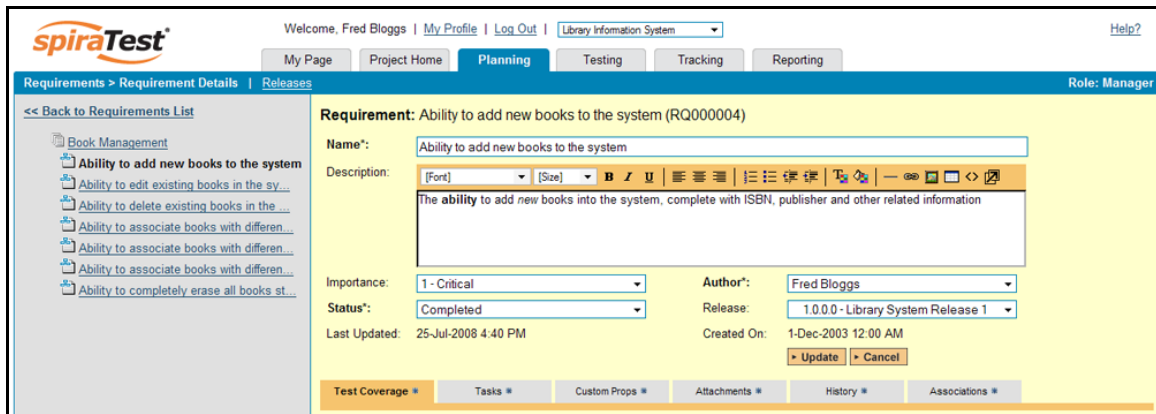 spiraTest
Welcome, Fred Bloggs | My Profile | Log Out | Library Information System
Help?
My Page Project Home Planning Testing Tracking Reporting
Requirements > Requirement Details | Releases
Role: Manager
<< Back to Requirements List
Book Management
Ability to add new books to the system
Ability to edit existing books in the sy...
Ability to delete existing books in the ...
Ability to associate books with differen...
Ability to associate books with differen...
Ability to associate books with differen...
Ability to completely erase all books st...
Requirement: Ability to add new books to the system (RQ000004)
Name*: Ability to add new books to the system
Description: [Font] [Size] B I U
The ability to add new books into the system, complete with ISBN, publisher and other related information
Importance: 1 - Critical Author*: Fred Bloggs
Status*: Completed Release: 1.0.0.0 - Library System Release 1
Last Updated: 25-Jul-2008 4:40 PM Created On: 1-Dec-2003 12:00 AM
Update Cancel
Test Coverage Tasks Custom Props Attachments History Associations